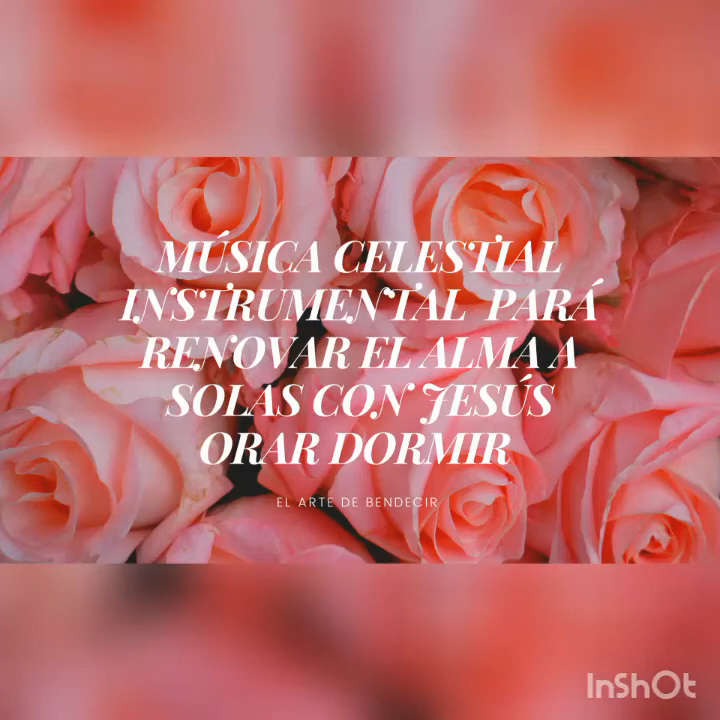 MÚSICA CELESTIAL
INSTRUMENTAL PARÁ
RENOVAR EL ALMA A
SOLAS CON JESÚS
ORAR DORMIR
EL ARTE DE BENDECIR
InShOt